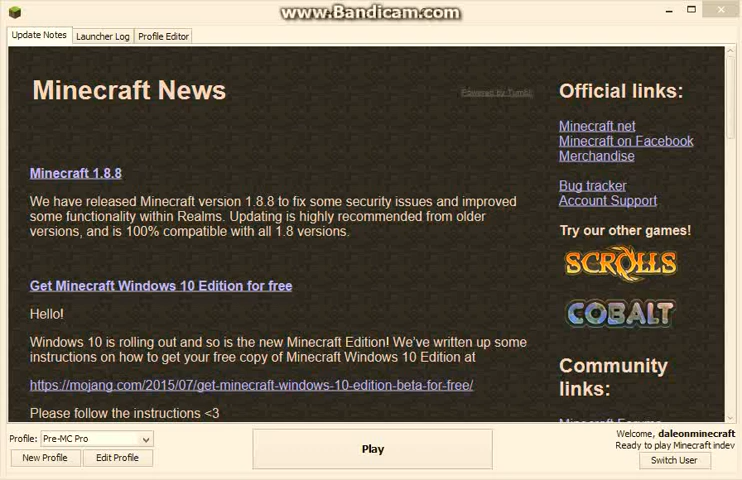 www.Bandicam.com
Update Notes
Launcher Log
Profile Editor
Minecraft News
Powered by Tumblr
Minecraft 1.8.8
We have released Minecraft version 1.8.8 to fix some security issues and improved
some functionality within Realms. Updating is highly recommended from older
versions, and is 100% compatible with all 1.8 versions.
Get Minecraft Windows 10 Edition for free
Hello!
Windows 10 is rolling out and so is the new Minecraft Edition! We've written up some
instructions on how to get your free copy of Minecraft Windows 10 Edition at
https://mojang.com/2015/07/get-minecraft-windows-10-edition-beta-for-free/
Please follow the instructions <3
Official links:
Minecraft.net
Minecraft on Facebook
Merchandise
Bug tracker
Account Support
Try our other games!
SCROLLS
COBALT
Community
links:
Minecraft Forums
Profile: Pre-MC Pro
New Profile
Edit Profile
Play
Welcome, daleonminecraft
Ready to play Minecraft indev
Switch User